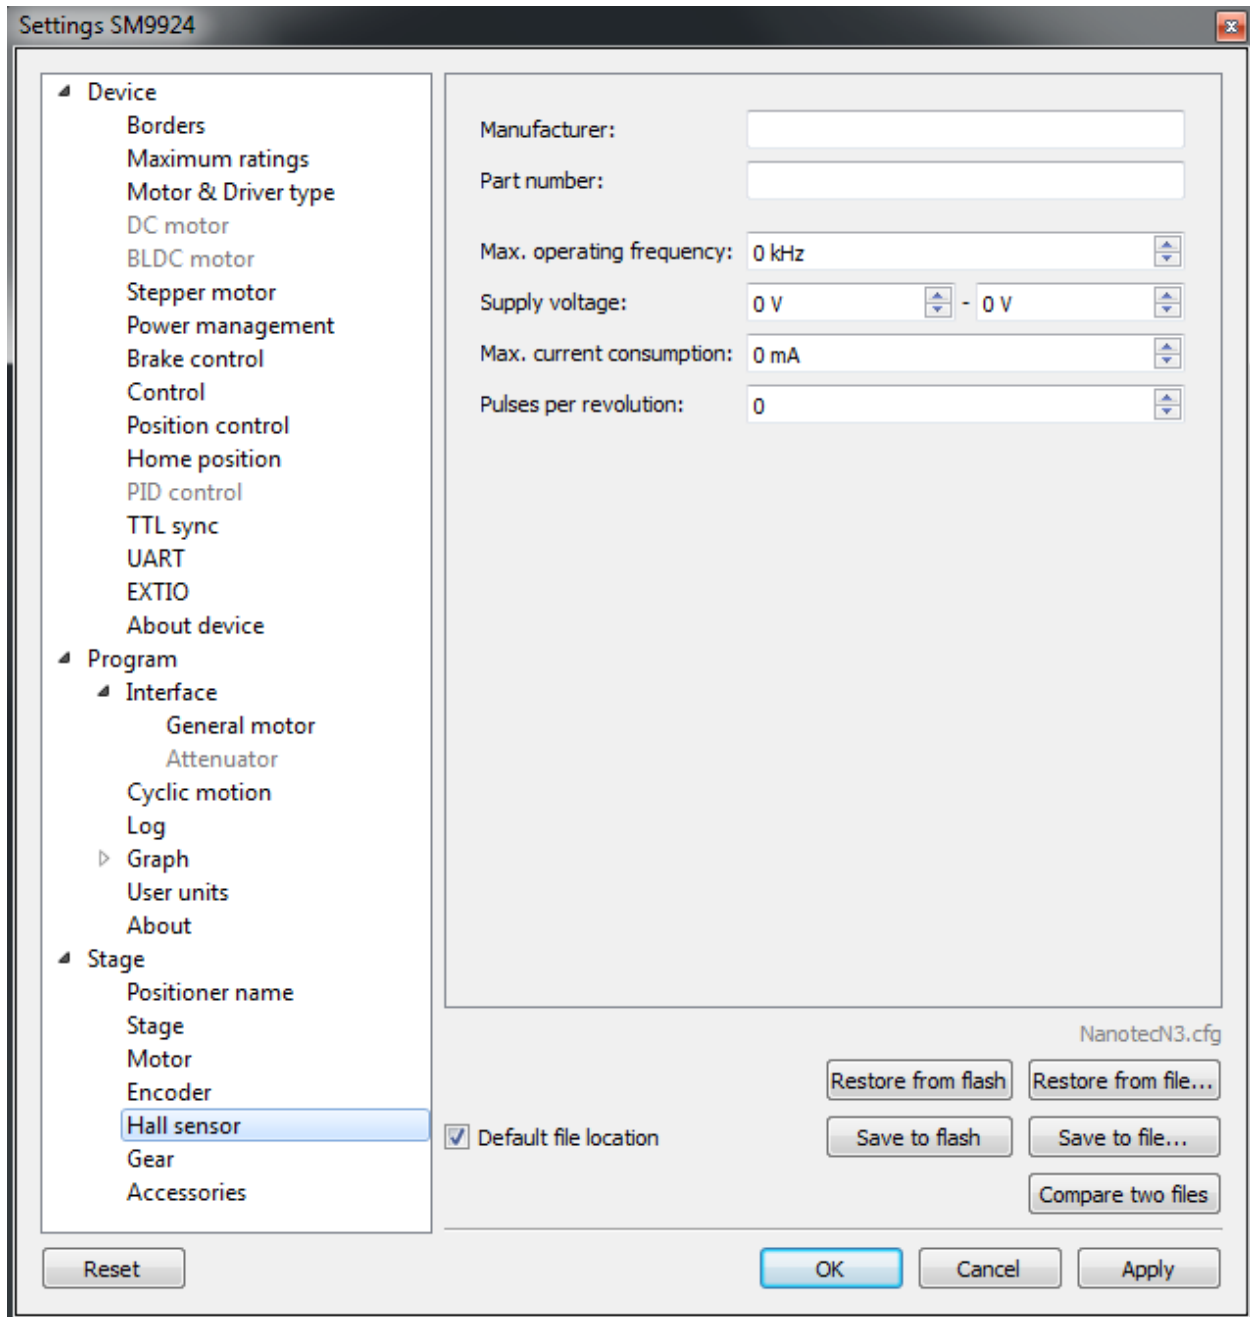 Settings SM9924
Device
Borders
Maximum ratings
Motor & Driver type
DC motor
BLDC motor
Stepper motor
Power management
Brake control
Control
Position control
Home position
PID control
TTL sync
UART
EXTIO
About device
Program
Interface
General motor
Attenuator
Cyclic motion
Log
Graph
User units
About
Stage
Positioner name
Stage
Motor
Encoder
Hall sensor
Gear
Accessories
Manufacturer:
Part number:
Max. operating frequency: 0 kHz
Supply voltage: 0 V - 0 V
Max. current consumption: 0 mA
Pulses per revolution: 0
NanotecN3.cfg
Restore from flash Restore from file...
Default file location Save to flash Save to file...
Compare two files
Reset OK Cancel Apply